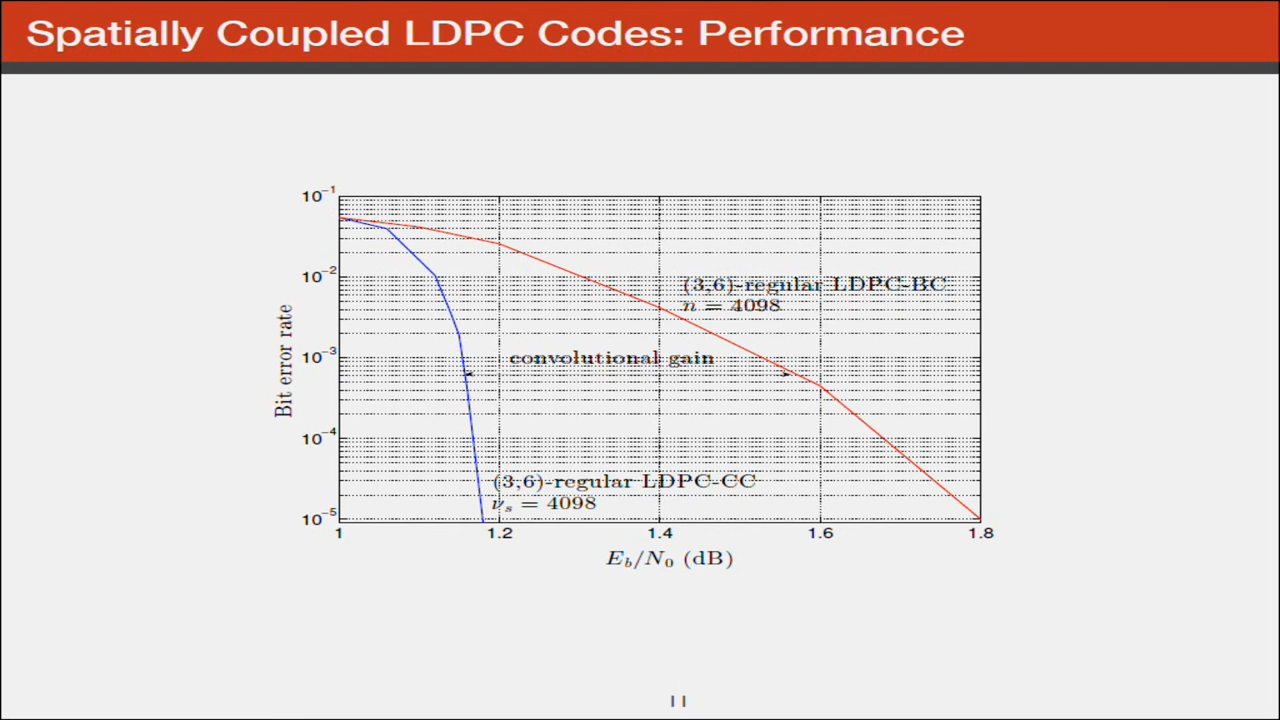 Spatially Coupled LDPC Codes: Performance
10⁻¹
10⁻²
10⁻³
10⁻⁴
10⁻⁵
Bit error rate
(3,6)-regular LDPC-BC
n = 4098
convolutional gain
(3,6)-regular LDPC-CC
νₛ = 4098
1 1.2 1.4 1.6 1.8
E_b/N₀ (dB)
11